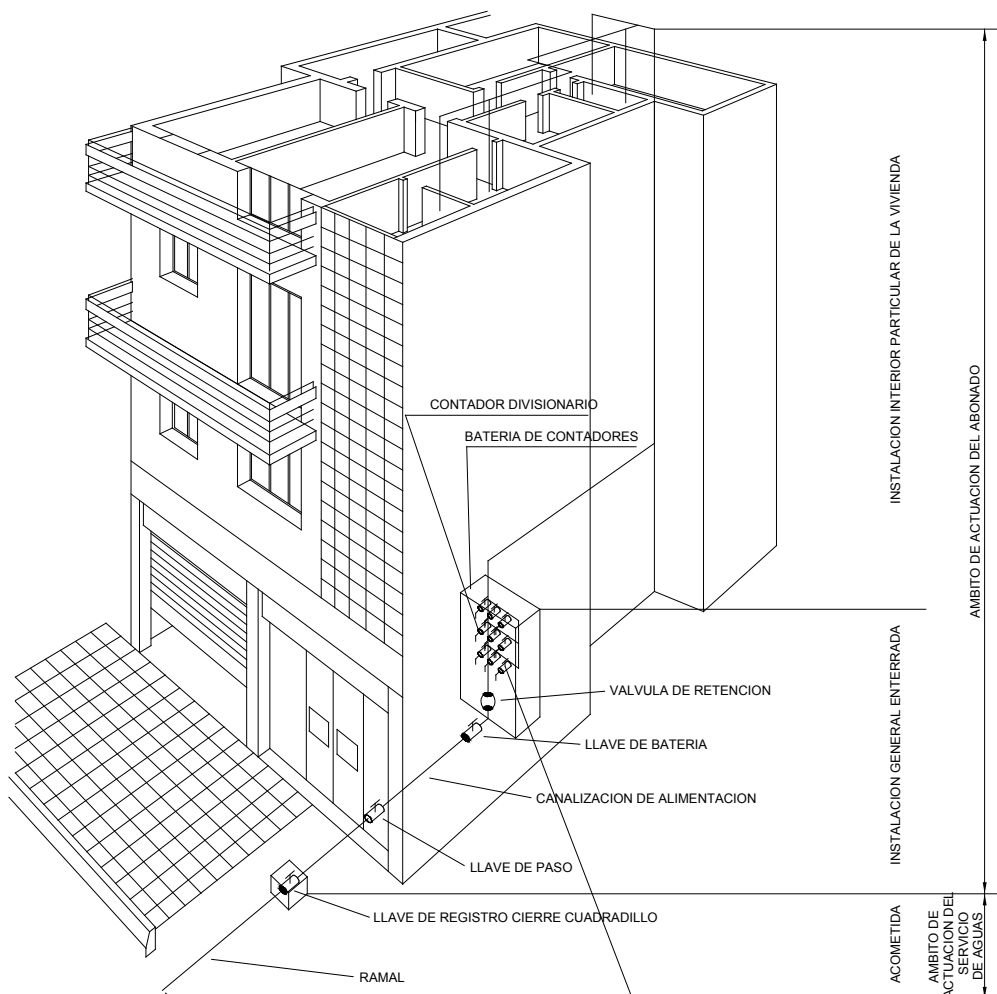 CONTADOR DIVISIONARIO
BATERIA DE CONTADORES
VALVULA DE RETENCION
LLAVE DE BATERIA
CANALIZACION DE ALIMENTACION
LLAVE DE PASO
LLAVE DE REGISTRO CIERRE CUADRADILLO
RAMAL
INSTALACION INTERIOR PARTICULAR DE LA VIVIENDA
INSTALACION GENERAL ENTERRADA
ACOMETIDA
AMBITO DE ACTUACION DEL ABONADO
AMBITO DE
ACTUACION DEL
SERVICIO
DE AGUAS